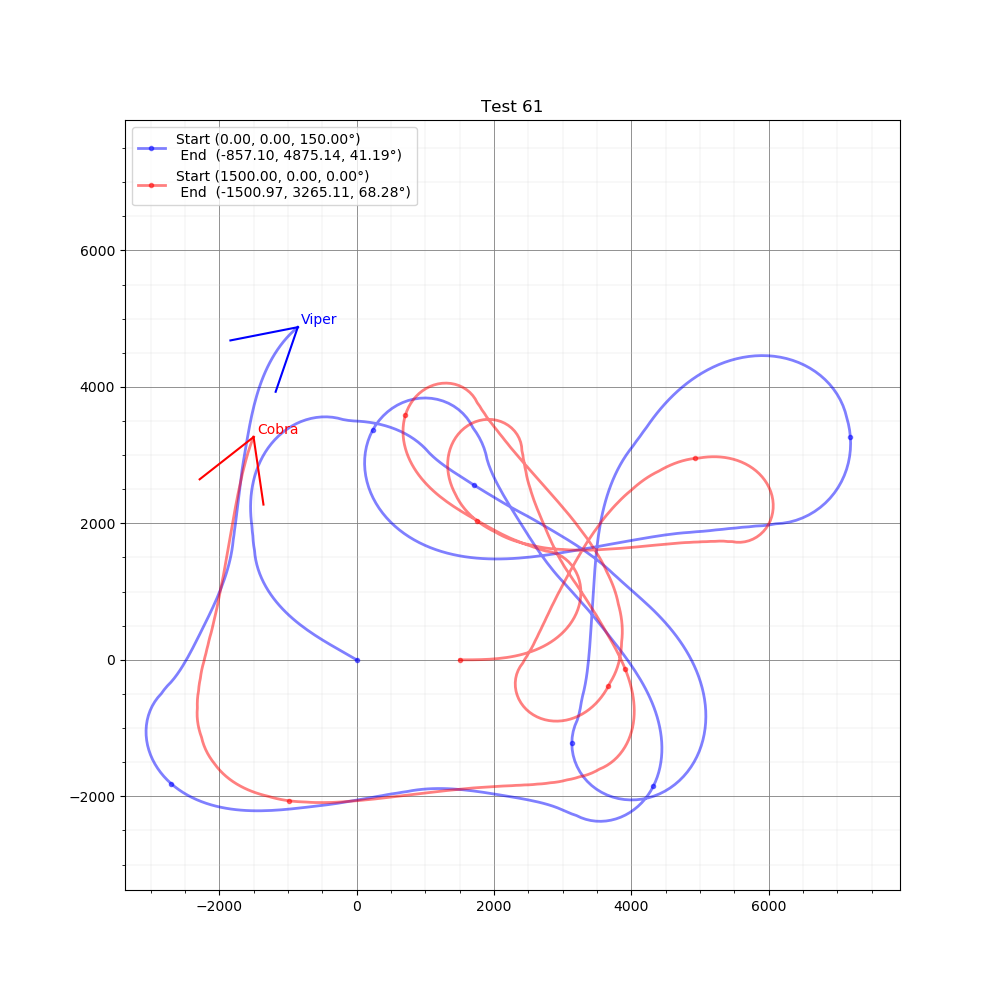 Test 61
Start (0.00, 0.00, 150.00°)
End  (-857.10, 4875.14, 41.19°)
Start (1500.00, 0.00, 0.00°)
End  (-1500.97, 3265.11, 68.28°)
6000
Viper
4000
Cobra
2000
0
−2000
−2000 0 2000 4000 6000